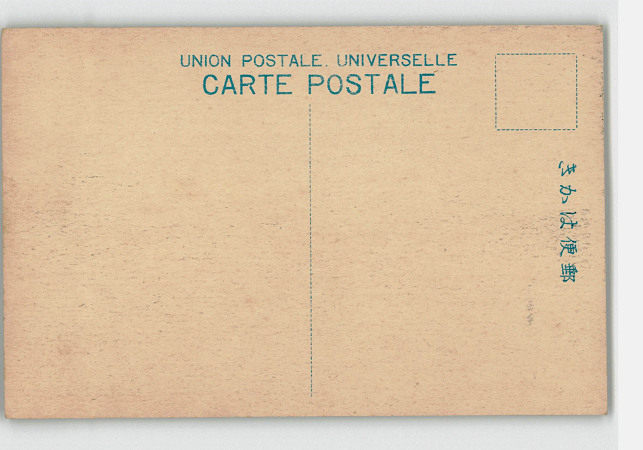 UNION POSTALE. UNIVERSELLE
CARTE POSTALE
郵便はかき